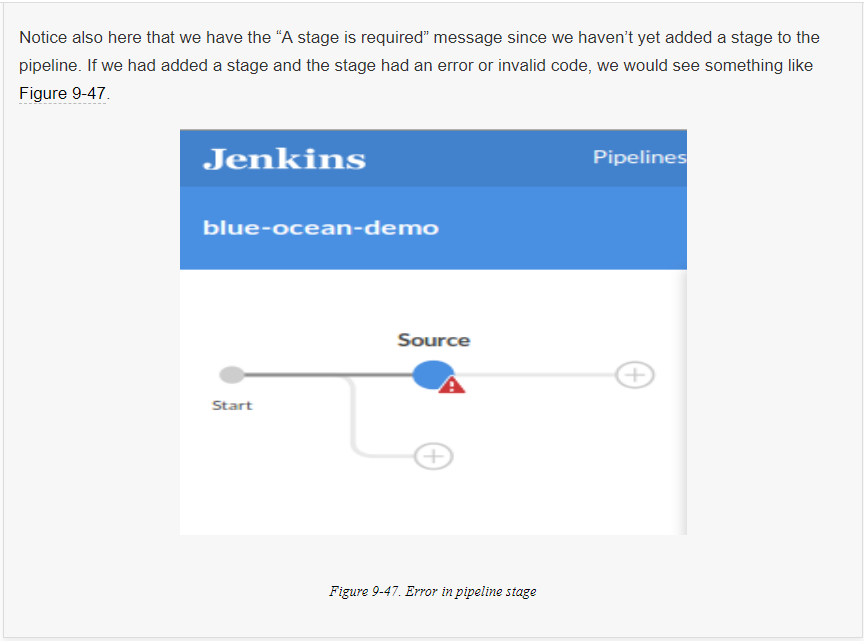 Notice also here that we have the “A stage is required” message since we haven’t yet added a stage to the
pipeline. If we had added a stage and the stage had an error or invalid code, we would see something like
Figure 9-47.
Jenkins
Pipelines
blue-ocean-demo
Source
Start
Figure 9-47. Error in pipeline stage